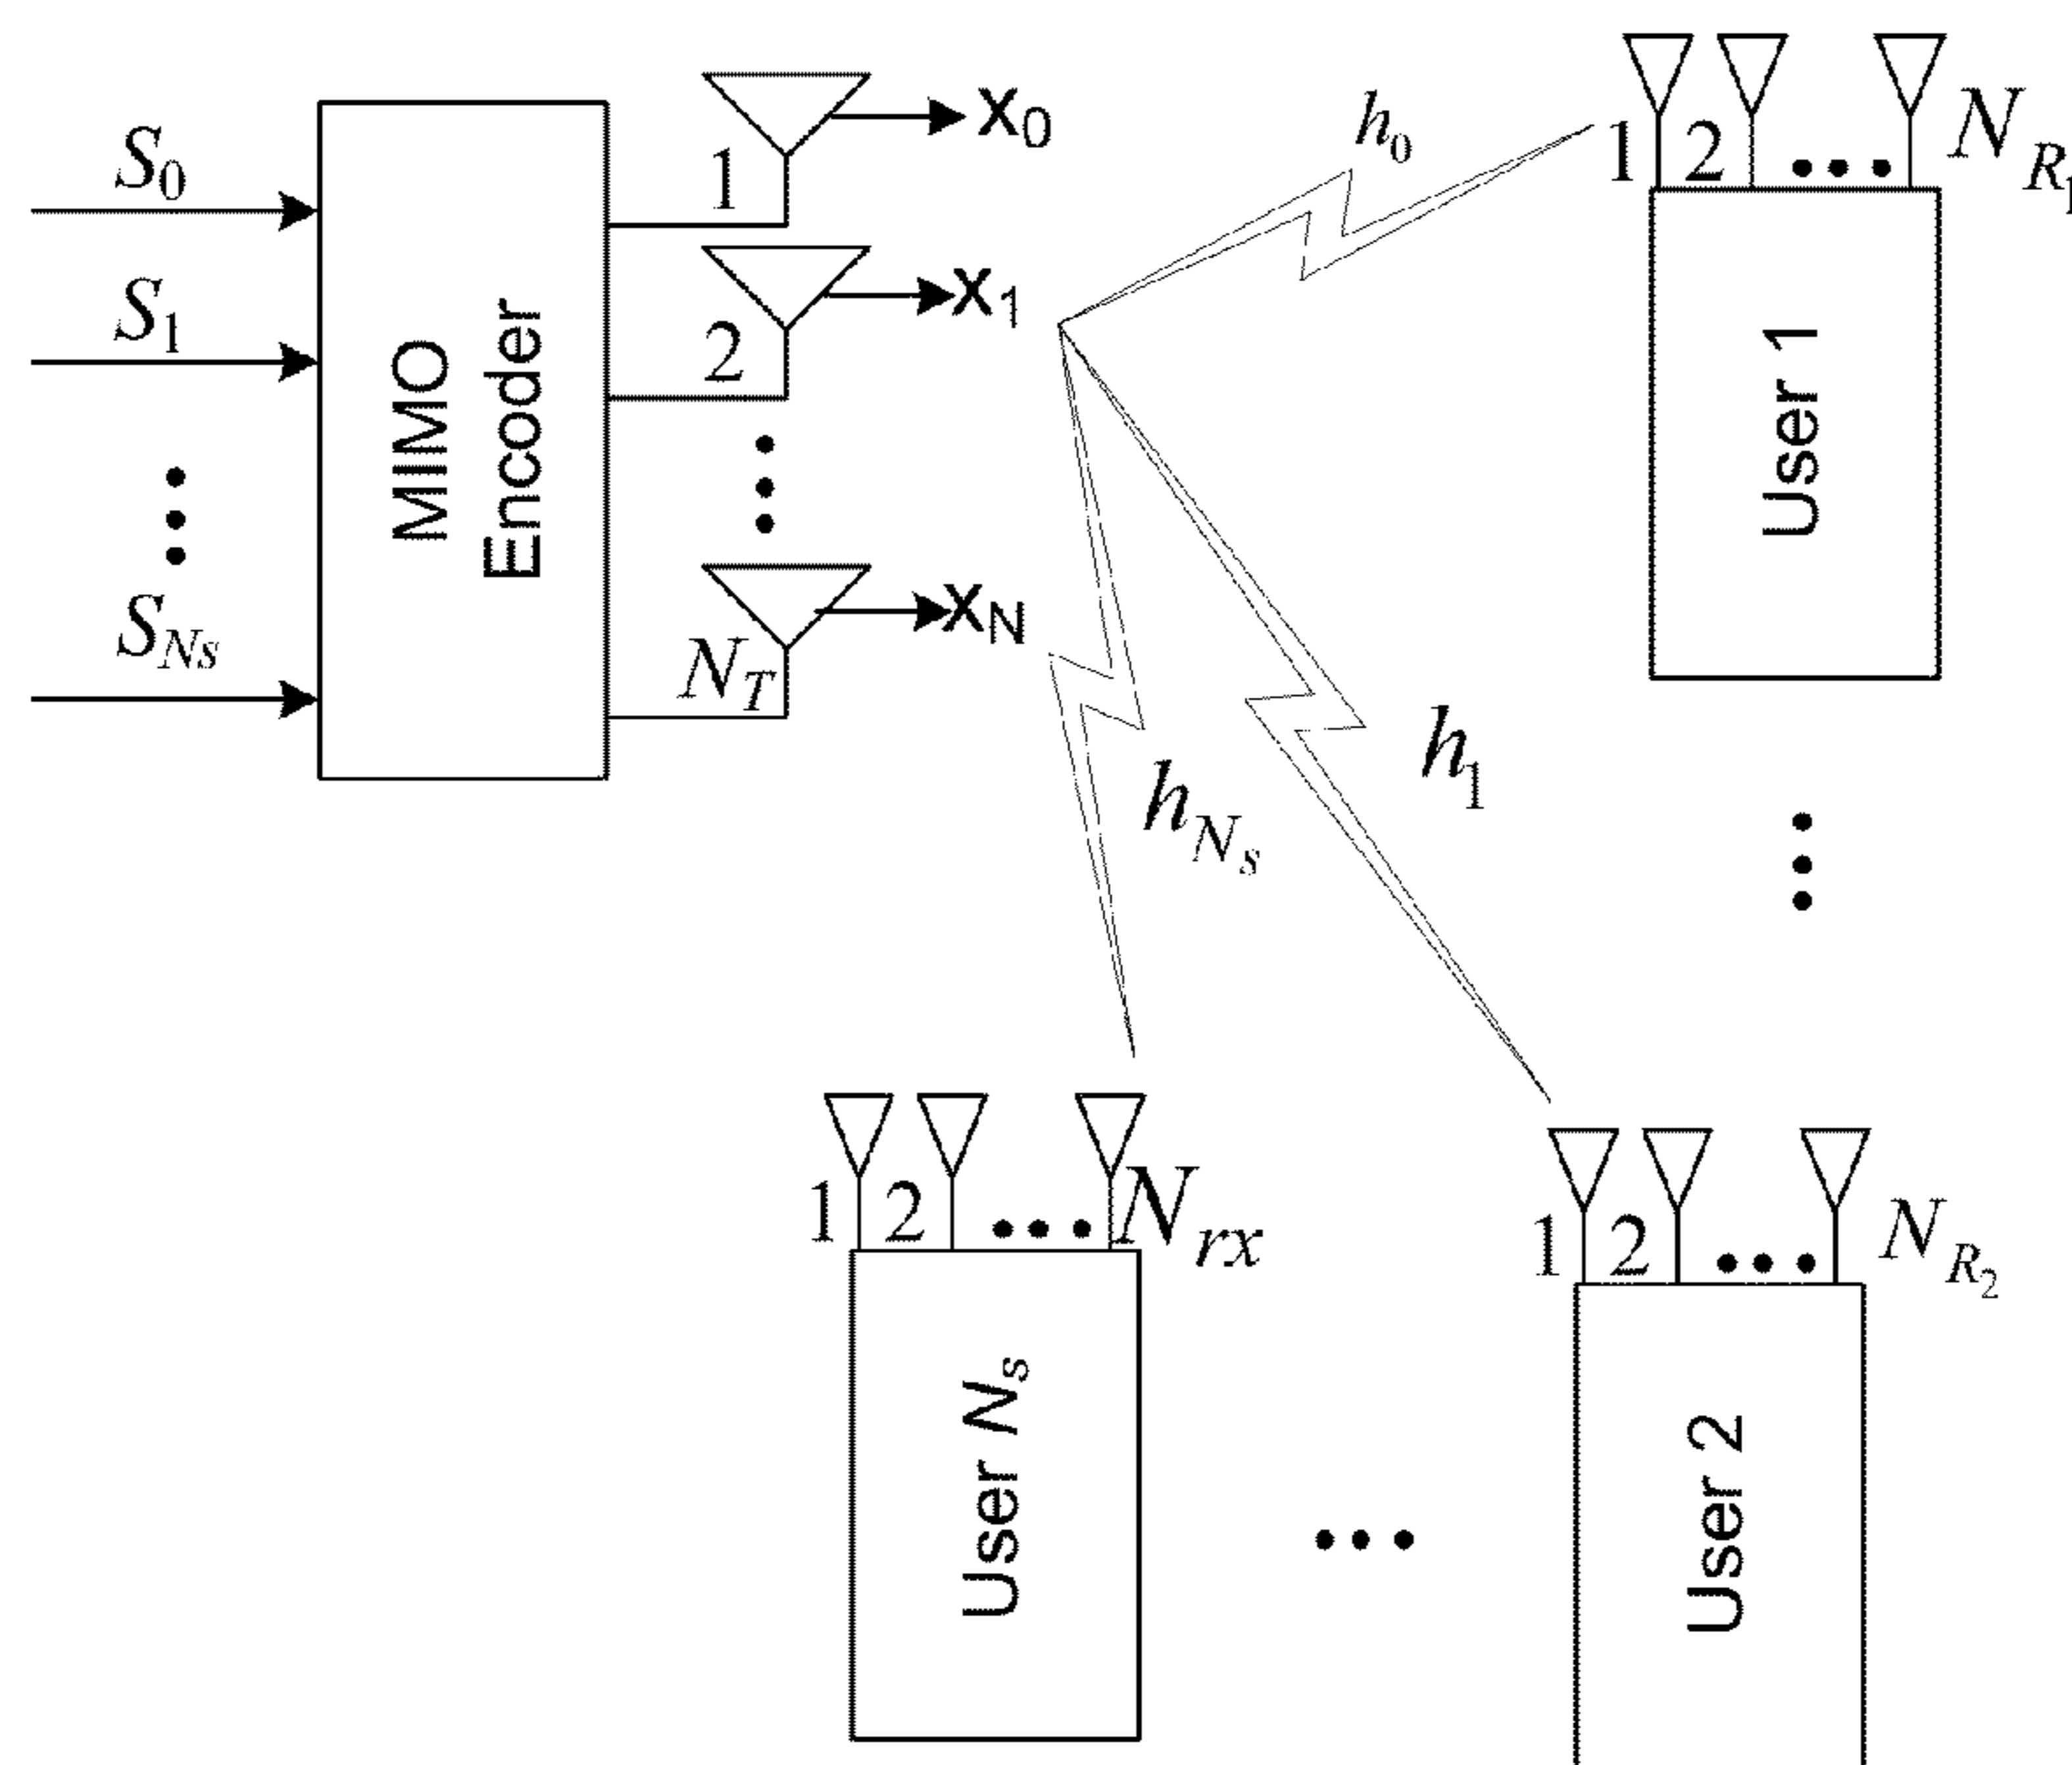 S0
S1
SNs
MIMO
Encoder
1
x0
2
x1
NT
xN
h0
h1
hNs
1 2 NR1
User 1
1 2 Nrx
User Ns
1 2 NR2
User 2